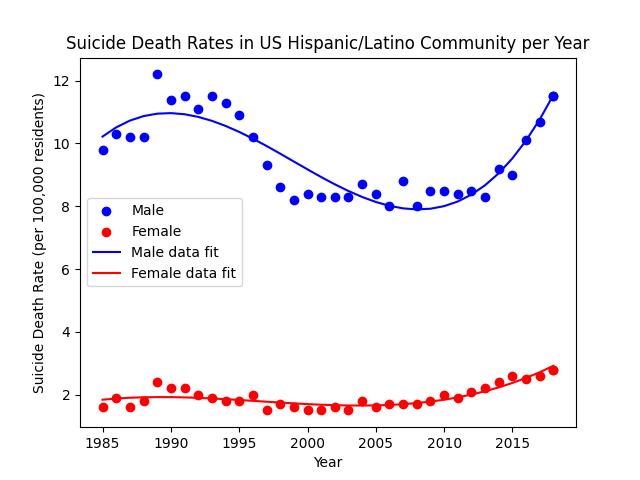 Suicide Death Rates in US Hispanic/Latino Community per Year
Suicide Death Rate (per 100,000 residents)
12
10
8
6
4
2
Male
Female
Male data fit
Female data fit
1985
1990
1995
2000
2005
2010
2015
Year